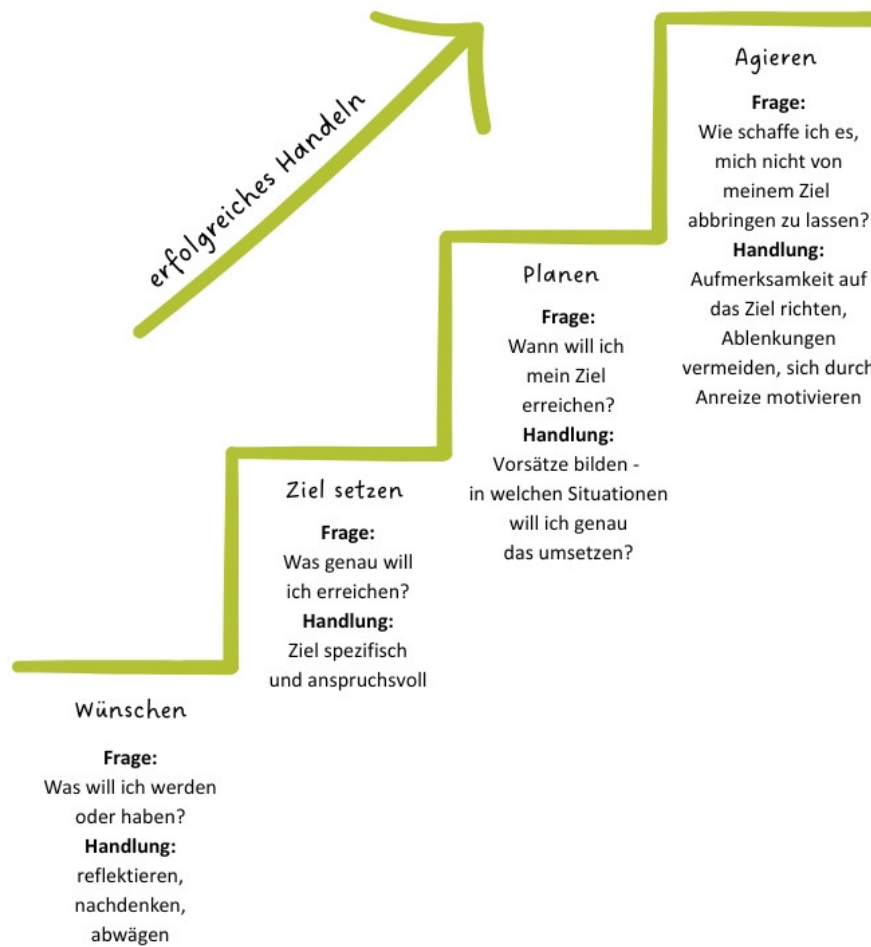 erfolgreiches Handeln
Wünschen
Frage:
Was will ich werden
oder haben?
Handlung:
reflektieren,
nachdenken,
abwägen
Ziel setzen
Frage:
Was genau will
ich erreichen?
Handlung:
Ziel spezifisch
und anspruchsvoll
Planen
Frage:
Wann will ich
mein Ziel
erreichen?
Handlung:
Vorsätze bilden -
in welchen Situationen
will ich genau
das umsetzen?
Agieren
Frage:
Wie schaffe ich es,
mich nicht von
meinem Ziel
abbringen zu lassen?
Handlung:
Aufmerksamkeit auf
das Ziel richten,
Ablenkungen
vermeiden, sich durch
Anreize motivieren